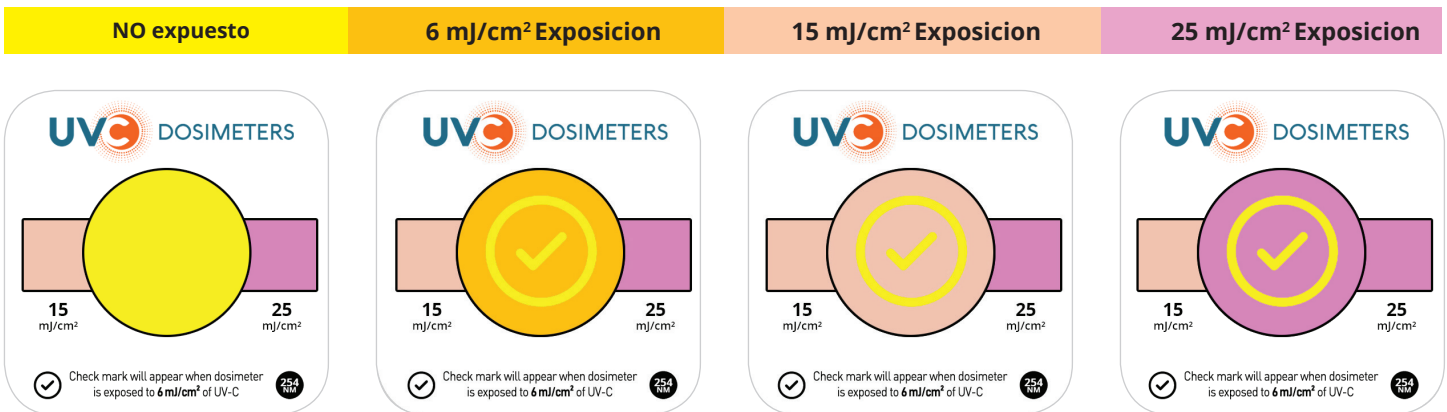 NO expuesto
6 mJ/cm² Exposicion
15 mJ/cm² Exposicion
25 mJ/cm² Exposicion
UVC DOSIMETERS
15
mJ/cm²
25
mJ/cm²
Check mark will appear when dosimeter
is exposed to 6 mJ/cm² of UV-C
254
NM
UVC DOSIMETERS
15
mJ/cm²
25
mJ/cm²
Check mark will appear when dosimeter
is exposed to 6 mJ/cm² of UV-C
254
NM
UVC DOSIMETERS
15
mJ/cm²
25
mJ/cm²
Check mark will appear when dosimeter
is exposed to 6 mJ/cm² of UV-C
254
NM
UVC DOSIMETERS
15
mJ/cm²
25
mJ/cm²
Check mark will appear when dosimeter
is exposed to 6 mJ/cm² of UV-C
254
NM